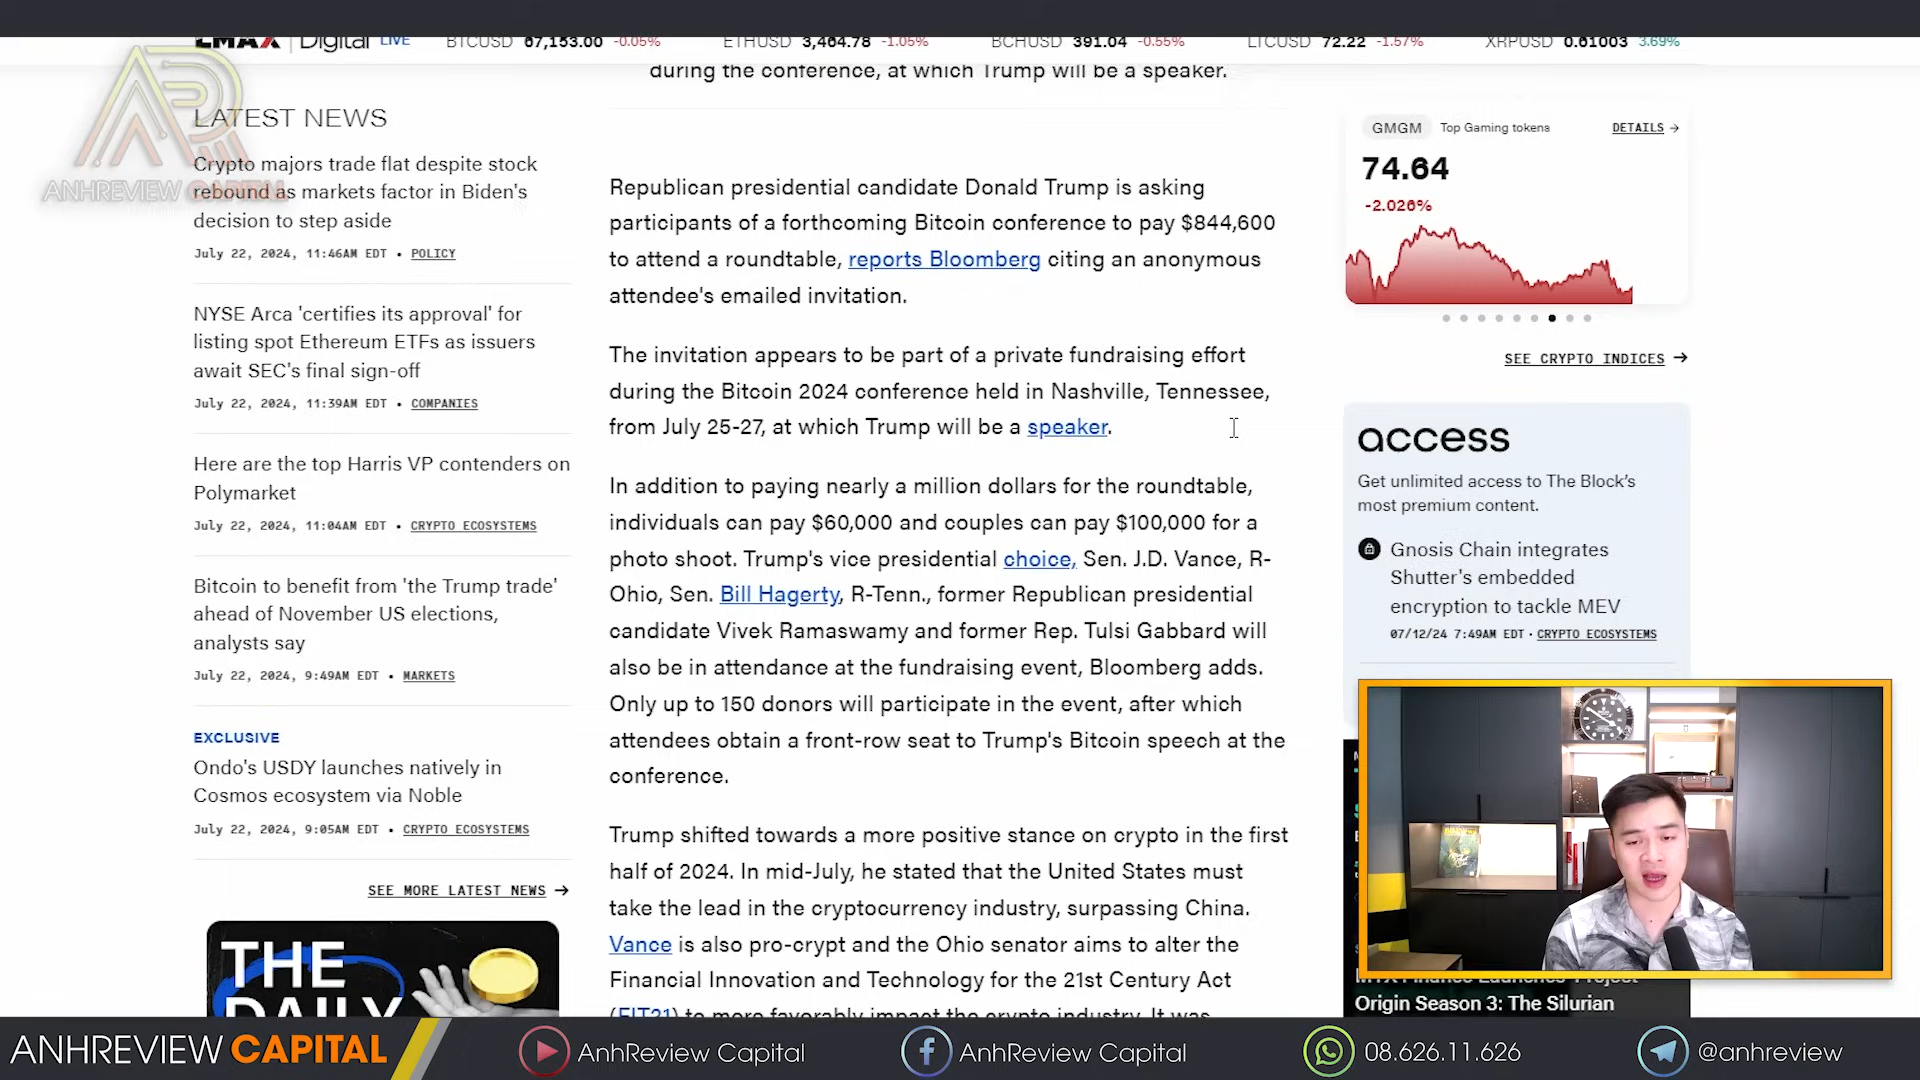 LMAX Digital LIVE BTCUSD 67,153.00 -0.05% ETHUSD 3,464.78 -1.05% BCHUSD 391.04 -0.55% LTCUSD 72.22 -1.57% XRPUSD 0.61003 3.69%
during the conference, at which Trump will be a speaker.
ANHREVIEW CAPITAL
LATEST NEWS
Crypto majors trade flat despite stock
rebound as markets factor in Biden's
decision to step aside
July 22, 2024, 11:46AM EDT • POLICY
NYSE Arca 'certifies its approval' for
listing spot Ethereum ETFs as issuers
await SEC's final sign-off
July 22, 2024, 11:39AM EDT • COMPANIES
Here are the top Harris VP contenders on
Polymarket
July 22, 2024, 11:04AM EDT • CRYPTO ECOSYSTEMS
Bitcoin to benefit from 'the Trump trade'
ahead of November US elections,
analysts say
July 22, 2024, 9:49AM EDT • MARKETS
EXCLUSIVE
Ondo's USDY launches natively in
Cosmos ecosystem via Noble
July 22, 2024, 9:05AM EDT • CRYPTO ECOSYSTEMS
SEE MORE LATEST NEWS →
THE
DAILY
Republican presidential candidate Donald Trump is asking
participants of a forthcoming Bitcoin conference to pay $844,600
to attend a roundtable, reports Bloomberg citing an anonymous
attendee's emailed invitation.
The invitation appears to be part of a private fundraising effort
during the Bitcoin 2024 conference held in Nashville, Tennessee,
from July 25-27, at which Trump will be a speaker.
In addition to paying nearly a million dollars for the roundtable,
individuals can pay $60,000 and couples can pay $100,000 for a
photo shoot. Trump's vice presidential choice, Sen. J.D. Vance, R-
Ohio, Sen. Bill Hagerty, R-Tenn., former Republican presidential
candidate Vivek Ramaswamy and former Rep. Tulsi Gabbard will
also be in attendance at the fundraising event, Bloomberg adds.
Only up to 150 donors will participate in the event, after which
attendees obtain a front-row seat to Trump's Bitcoin speech at the
conference.
Trump shifted towards a more positive stance on crypto in the first
half of 2024. In mid-July, he stated that the United States must
take the lead in the cryptocurrency industry, surpassing China.
Vance is also pro-crypt and the Ohio senator aims to alter the
Financial Innovation and Technology for the 21st Century Act
(FIT21) to more favorably impact the crypto industry. It was
GMGM Top Gaming tokens DETAILS →
74.64
-2.026%
SEE CRYPTO INDICES →
access
Get unlimited access to The Block's
most premium content.
Gnosis Chain integrates
Shutter's embedded
encryption to tackle MEV
07/12/24 7:49AM EDT • CRYPTO ECOSYSTEMS
Origin Season 3: The Silurian
ANHREVIEW CAPITAL AnhReview Capital AnhReview Capital 08.626.11.626 @anhreview